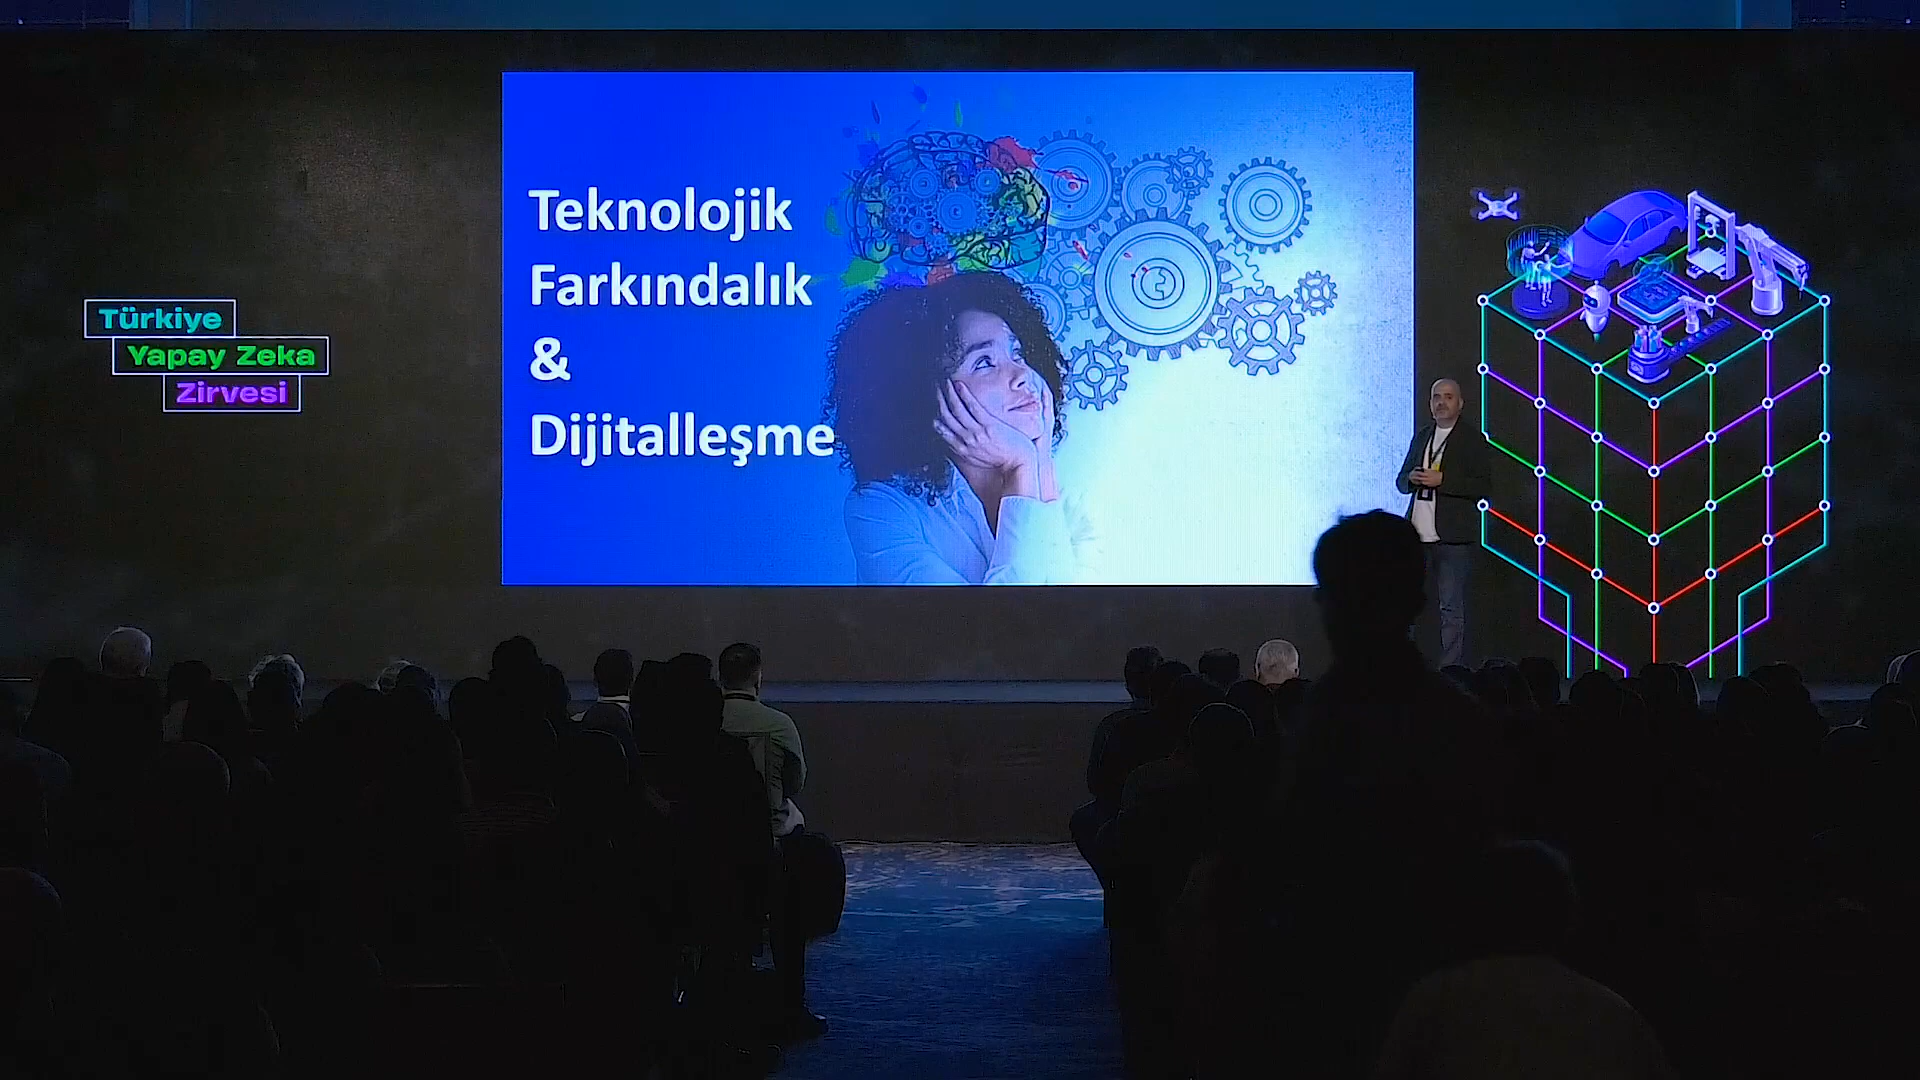 Türkiye
Yapay Zeka
Zirvesi
Teknolojik
Farkındalık
&
Dijitalleşme